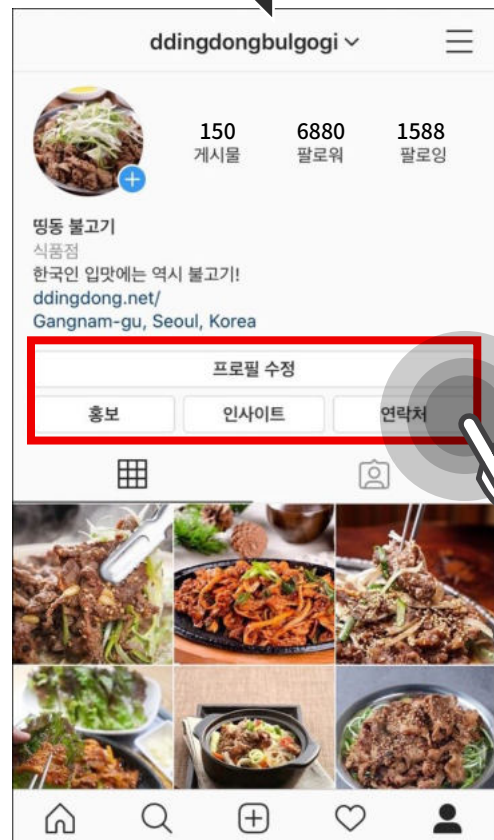 ddingdongbulgogi
150 6880 1588
게시물 팔로워 팔로잉
띵동 불고기
식품점
한국인 입맛에는 역시 불고기!
ddingdong.net/
Gangnam-gu, Seoul, Korea
프로필 수정
홍보 인사이트 연락처